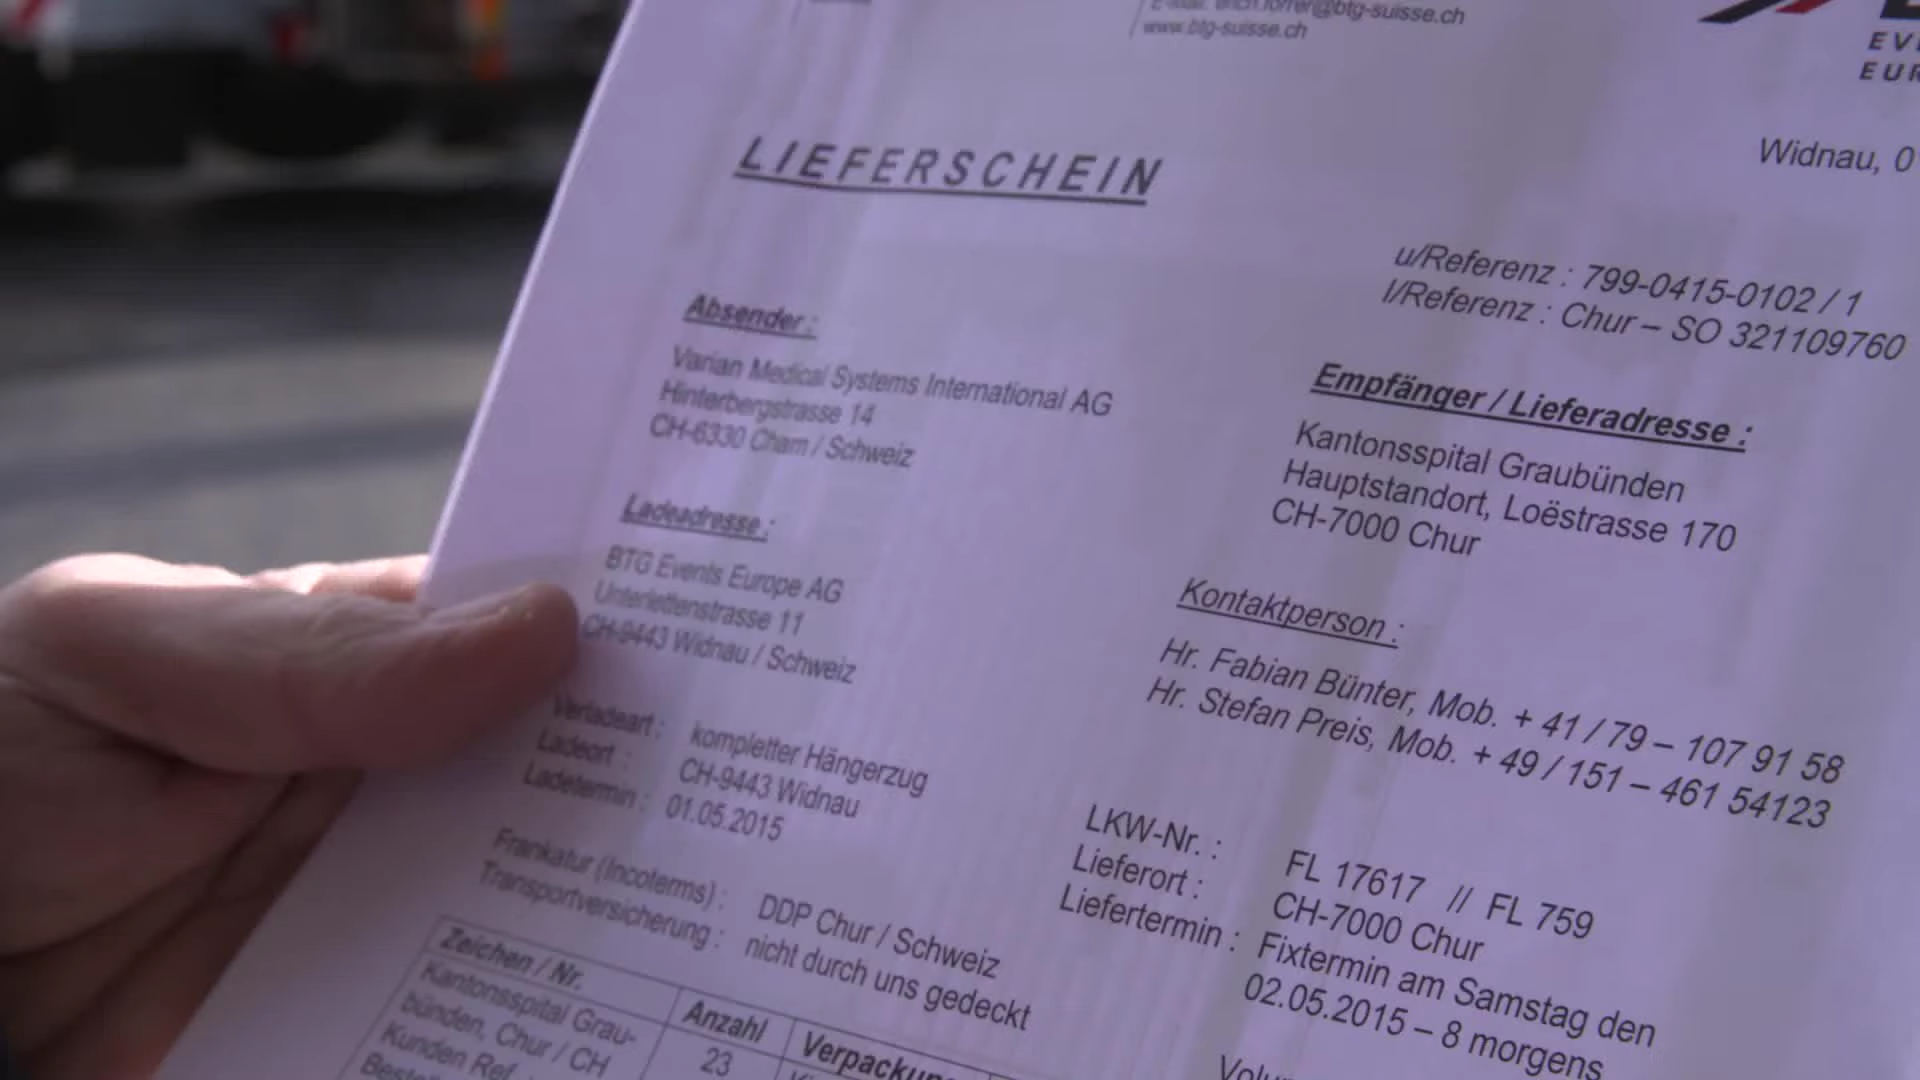 @btg-suisse.ch
www.btg-suisse.ch
Widnau, 0
LIEFERSCHEIN
u/Referenz : 799-0415-0102 / 1
I/Referenz : Chur – SO 321109760
Absender :
Varian Medical Systems International AG
Hinterbergstrasse 14
CH-6330 Cham / Schweiz
Empfänger / Lieferadresse :
Kantonsspital Graubünden
Hauptstandort, Loëstrasse 170
CH-7000 Chur
Ladeadresse :
BTG Events Europe AG
Unterlettenstrasse 11
CH-9443 Widnau / Schweiz
Kontaktperson :
Hr. Fabian Bünter, Mob. + 41 / 79 – 107 91 58
Hr. Stefan Preis, Mob. + 49 / 151 – 461 54123
Verladeart : kompletter Hängerzug
Ladeort : CH-9443 Widnau
Ladetermin : 01.05.2015
LKW-Nr. : FL 17617 // FL 759
Lieferort : CH-7000 Chur
Liefertermin : Fixtermin am Samstag den
02.05.2015 – 8 morgens
Frankatur (Incoterms) : DDP Chur / Schweiz
Transportversicherung : nicht durch uns gedeckt
Zeichen / Nr. Anzahl Verpackun
Kantonsspital Grau-
bünden, Chur / CH 23
Kunden Ref.